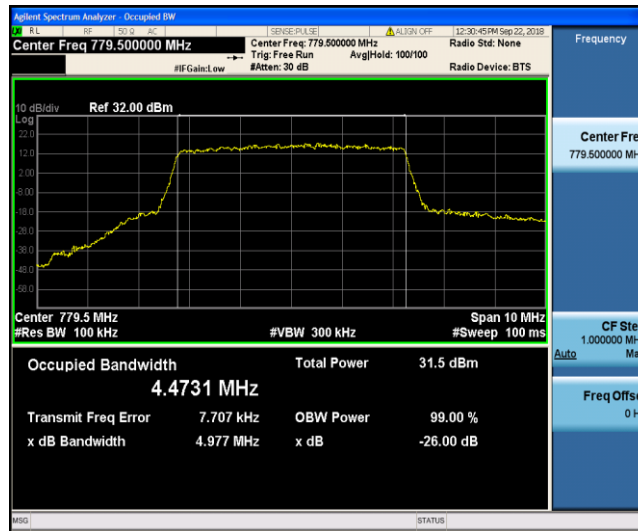 Agilent Spectrum Analyzer - Occupied BW
RL RF 50 Ω AC SENSE:PULSE ALIGN OFF 12:30:45 PM Sep 22, 2018
Center Freq 779.500000 MHz Center Freq: 779.500000 MHz Radio Std: None
Trig: Free Run Avg|Hold: 100/100
#IFGain:Low #Atten: 30 dB Radio Device: BTS
Frequency
10 dB/div Ref 32.00 dBm
Log
22.0
12.0
2.00
-8.00
-18.0
-28.0
-38.0
-48.0
-58.0
Center 779.5 MHz Span 10 MHz
#Res BW 100 kHz #VBW 300 kHz #Sweep 100 ms
Occupied Bandwidth Total Power 31.5 dBm
4.4731 MHz
Transmit Freq Error 7.707 kHz OBW Power 99.00 %
x dB Bandwidth 4.977 MHz x dB -26.00 dB
Center Fre
779.500000 MH
CF Ste
1.000000 MH
Auto Ma
Freq Offse
0 H
MSG STATUS